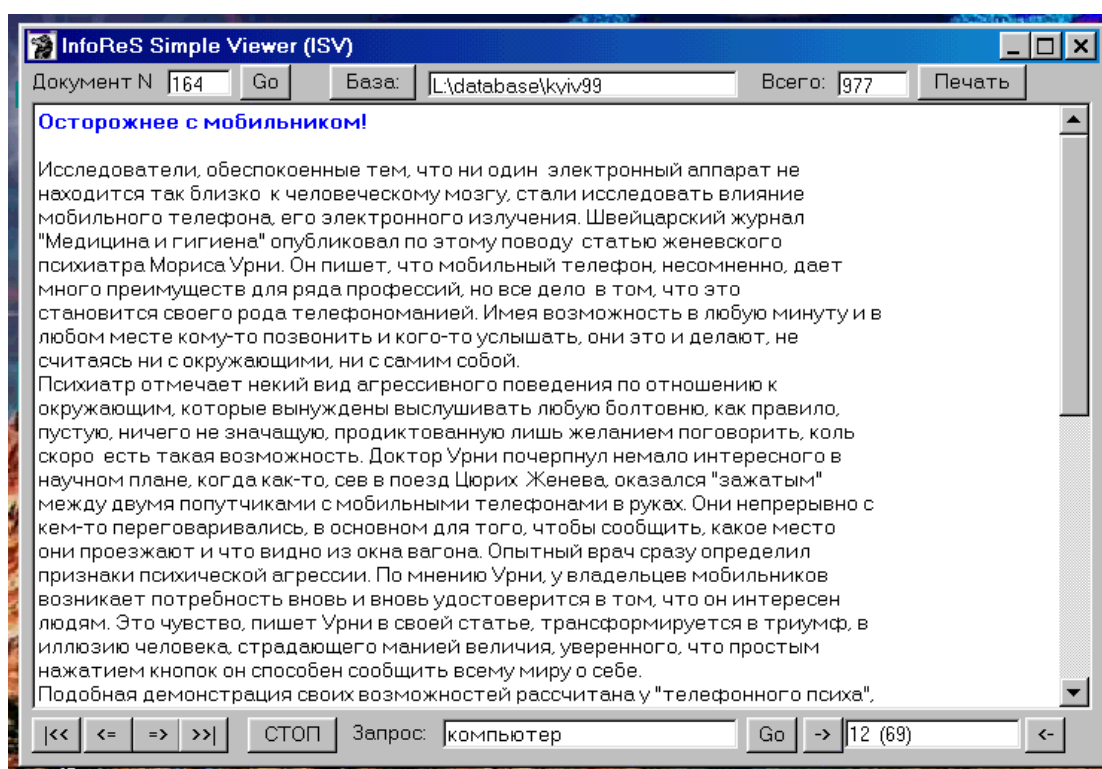 InfoReS Simple Viewer (ISV)
Документ N 164 Go База: L:\database\kviv99 Всего: 977 Печать
Осторожнее с мобильником!
Исследователи, обеспокоенные тем, что ни один электронный аппарат не
находится так близко к человеческому мозгу, стали исследовать влияние
мобильного телефона, его электронного излучения. Швейцарский журнал
"Медицина и гигиена" опубликовал по этому поводу статью женевского
психиатра Мориса Урни. Он пишет, что мобильный телефон, несомненно, дает
много преимуществ для ряда профессий, но все дело в том, что это
становится своего рода телефономанией. Имея возможность в любую минуту и в
любом месте кому-то позвонить и кого-то услышать, они это и делают, не
считаясь ни с окружающими, ни с самим собой.
Психиатр отмечает некий вид агрессивного поведения по отношению к
окружающим, которые вынуждены выслушивать любую болтовню, как правило,
пустую, ничего не значащую, продиктованную лишь желанием поговорить, коль
скоро есть такая возможность. Доктор Урни почерпнул немало интересного в
научном плане, когда как-то, сев в поезд Цюрих Женева, оказался "зажатым"
между двумя попутчиками с мобильными телефонами в руках. Они непрерывно с
кем-то переговаривались, в основном для того, чтобы сообщить, какое место
они проезжают и что видно из окна вагона. Опытный врач сразу определил
признаки психической агрессии. По мнению Урни, у владельцев мобильников
возникает потребность вновь и вновь удостоверится в том, что он интересен
людям. Это чувство, пишет Урни в своей статье, трансформируется в триумф, в
иллюзию человека, страдающего манией величия, уверенного, что простым
нажатием кнопок он способен сообщить всему миру о себе.
Подобная демонстрация своих возможностей рассчитана у "телефонного психа",
|<< <= => >>| СТОП Запрос: компьютер Go -> 12 (69) <-